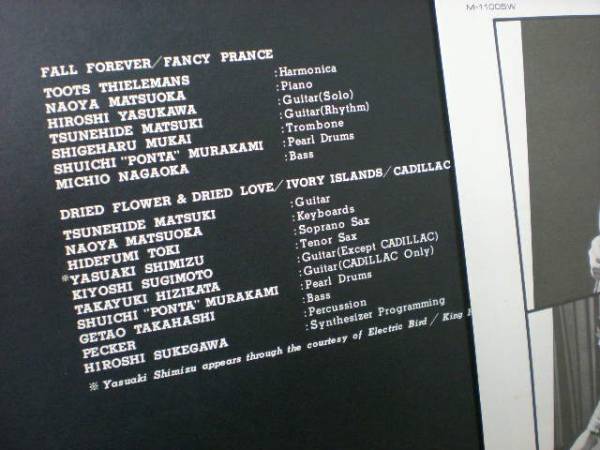 M-11005W
FALL FOREVER/FANCY PRANCE
TOOTS THIELEMANS :Harmonica
NAOYA MATSUOKA :Piano
HIROSHI YASUKAWA :Guitar(Solo)
TSUNEHIDE MATSUKI :Guitar(Rhythm)
SHIGEHARU MUKAI :Trombone
SHUICHI "PONTA" MURAKAMI :Pearl Drums
MICHIO NAGAOKA :Bass
DRIED FLOWER & DRIED LOVE/IVORY ISLANDS/CADILLAC
TSUNEHIDE MATSUKI :Guitar
NAOYA MATSUOKA :Keyboards
HIDEFUMI TOKI :Soprano Sax
※YASUAKI SHIMIZU :Tenor Sax
KIYOSHI SUGIMOTO :Guitar(Except CADILLAC)
TAKAYUKI HIZIKATA :Guitar(CADILLAC Only)
SHUICHI "PONTA" MURAKAMI :Pearl Drums
GETAO TAKAHASHI :Bass
PECKER :Percussion
HIROSHI SUKEGAWA :Synthesizer Programming
※ Yasuaki Shimizu appears through the courtesy of Electric Bird / King